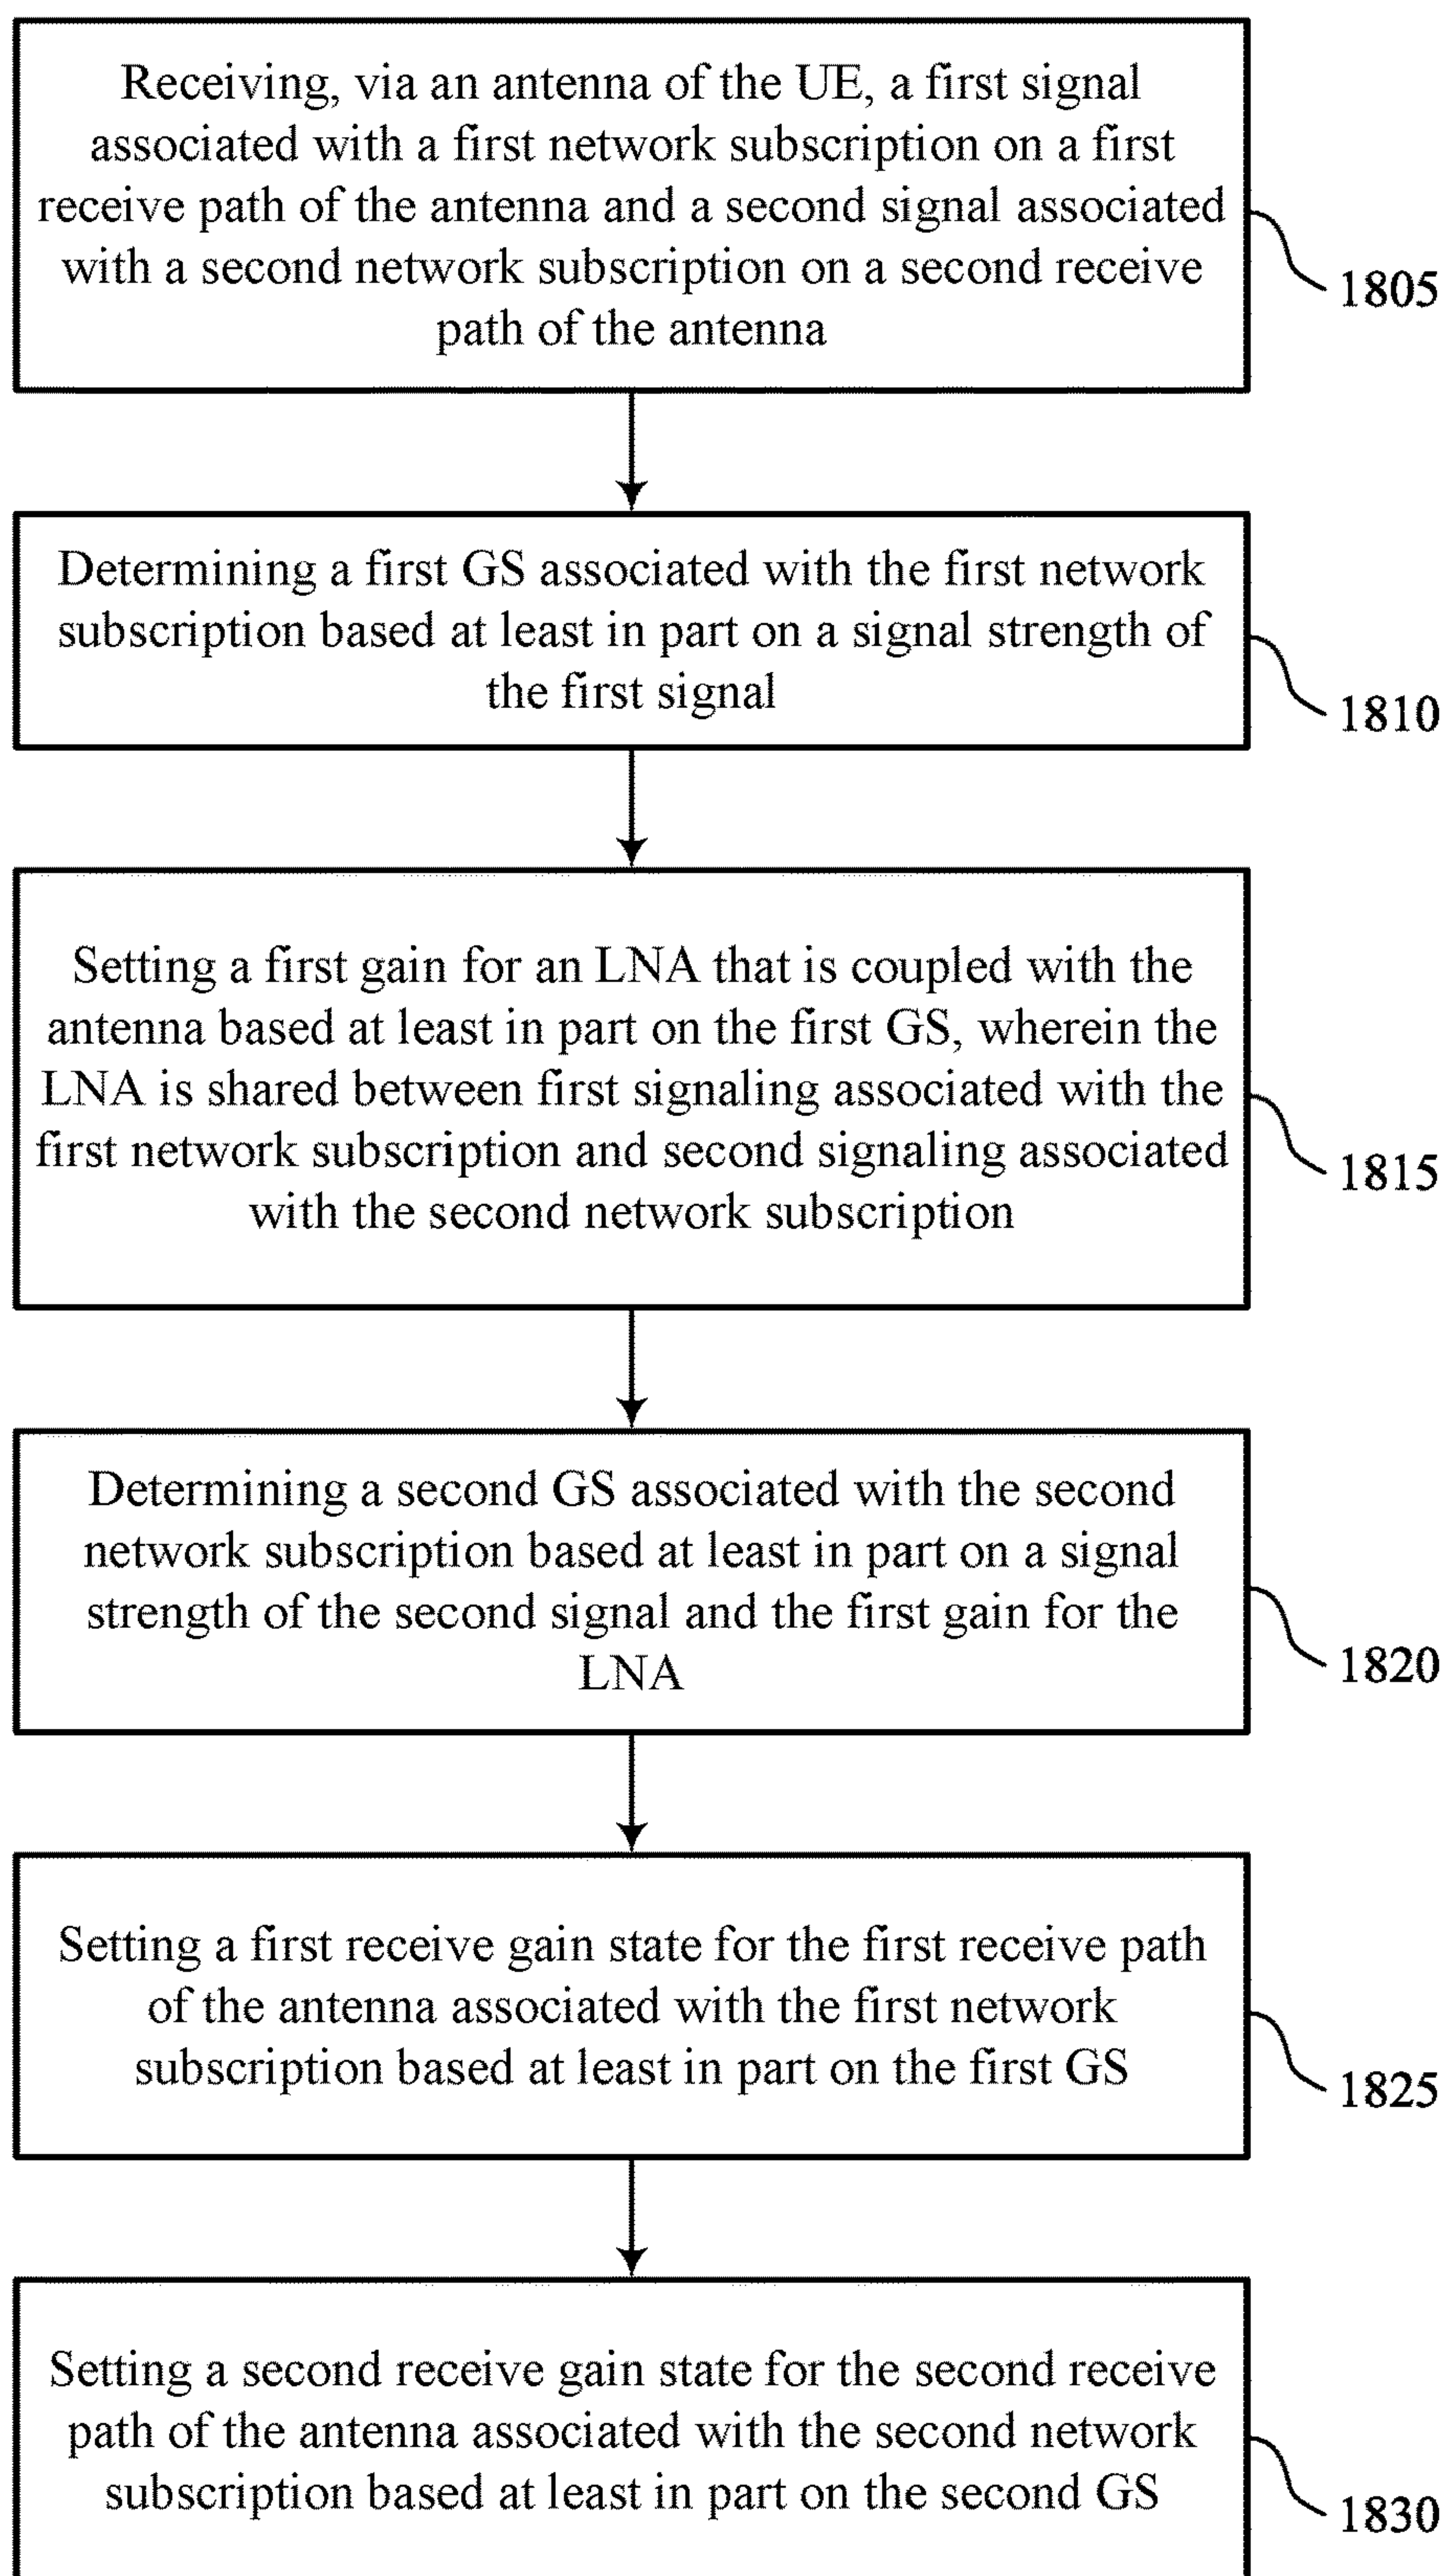 Receiving, via an antenna of the UE, a first signal
associated with a first network subscription on a first
receive path of the antenna and a second signal associated
with a second network subscription on a second receive
path of the antenna
1805
Determining a first GS associated with the first network
subscription based at least in part on a signal strength of
the first signal
1810
Setting a first gain for an LNA that is coupled with the
antenna based at least in part on the first GS, wherein the
LNA is shared between first signaling associated with the
first network subscription and second signaling associated
with the second network subscription
1815
Determining a second GS associated with the second
network subscription based at least in part on a signal
strength of the second signal and the first gain for the
LNA
1820
Setting a first receive gain state for the first receive path
of the antenna associated with the first network
subscription based at least in part on the first GS
1825
Setting a second receive gain state for the second receive
path of the antenna associated with the second network
subscription based at least in part on the second GS
1830